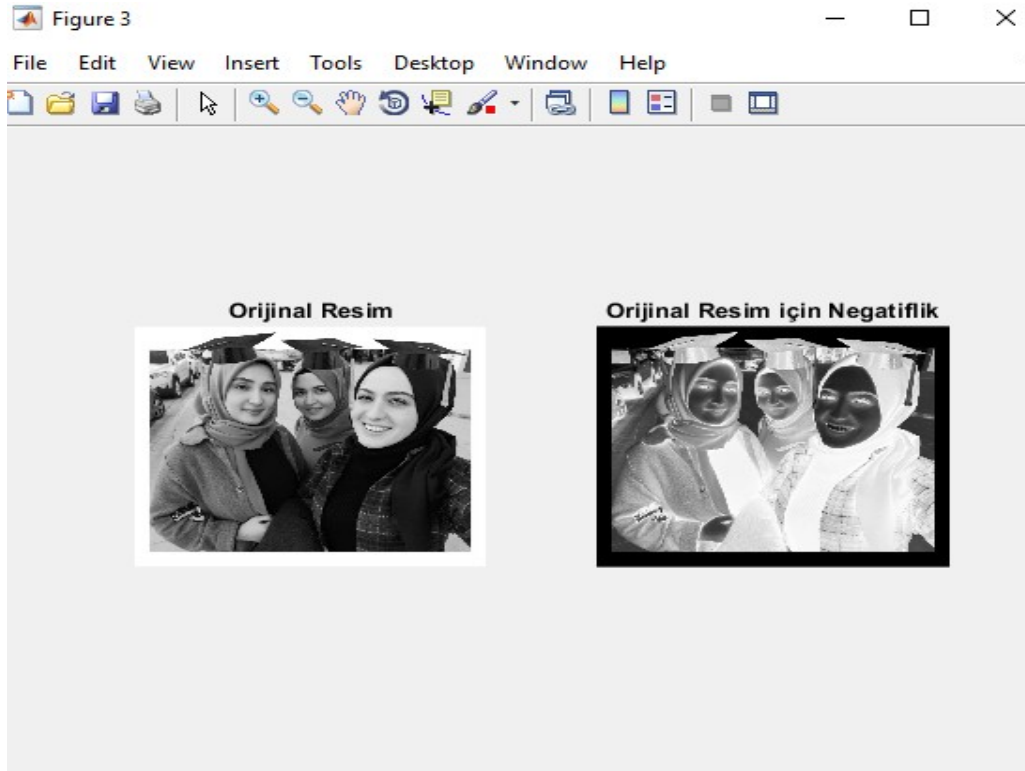 Figure 3
File Edit View Insert Tools Desktop Window Help
Orijinal Resim
Orijinal Resim için Negatiflik